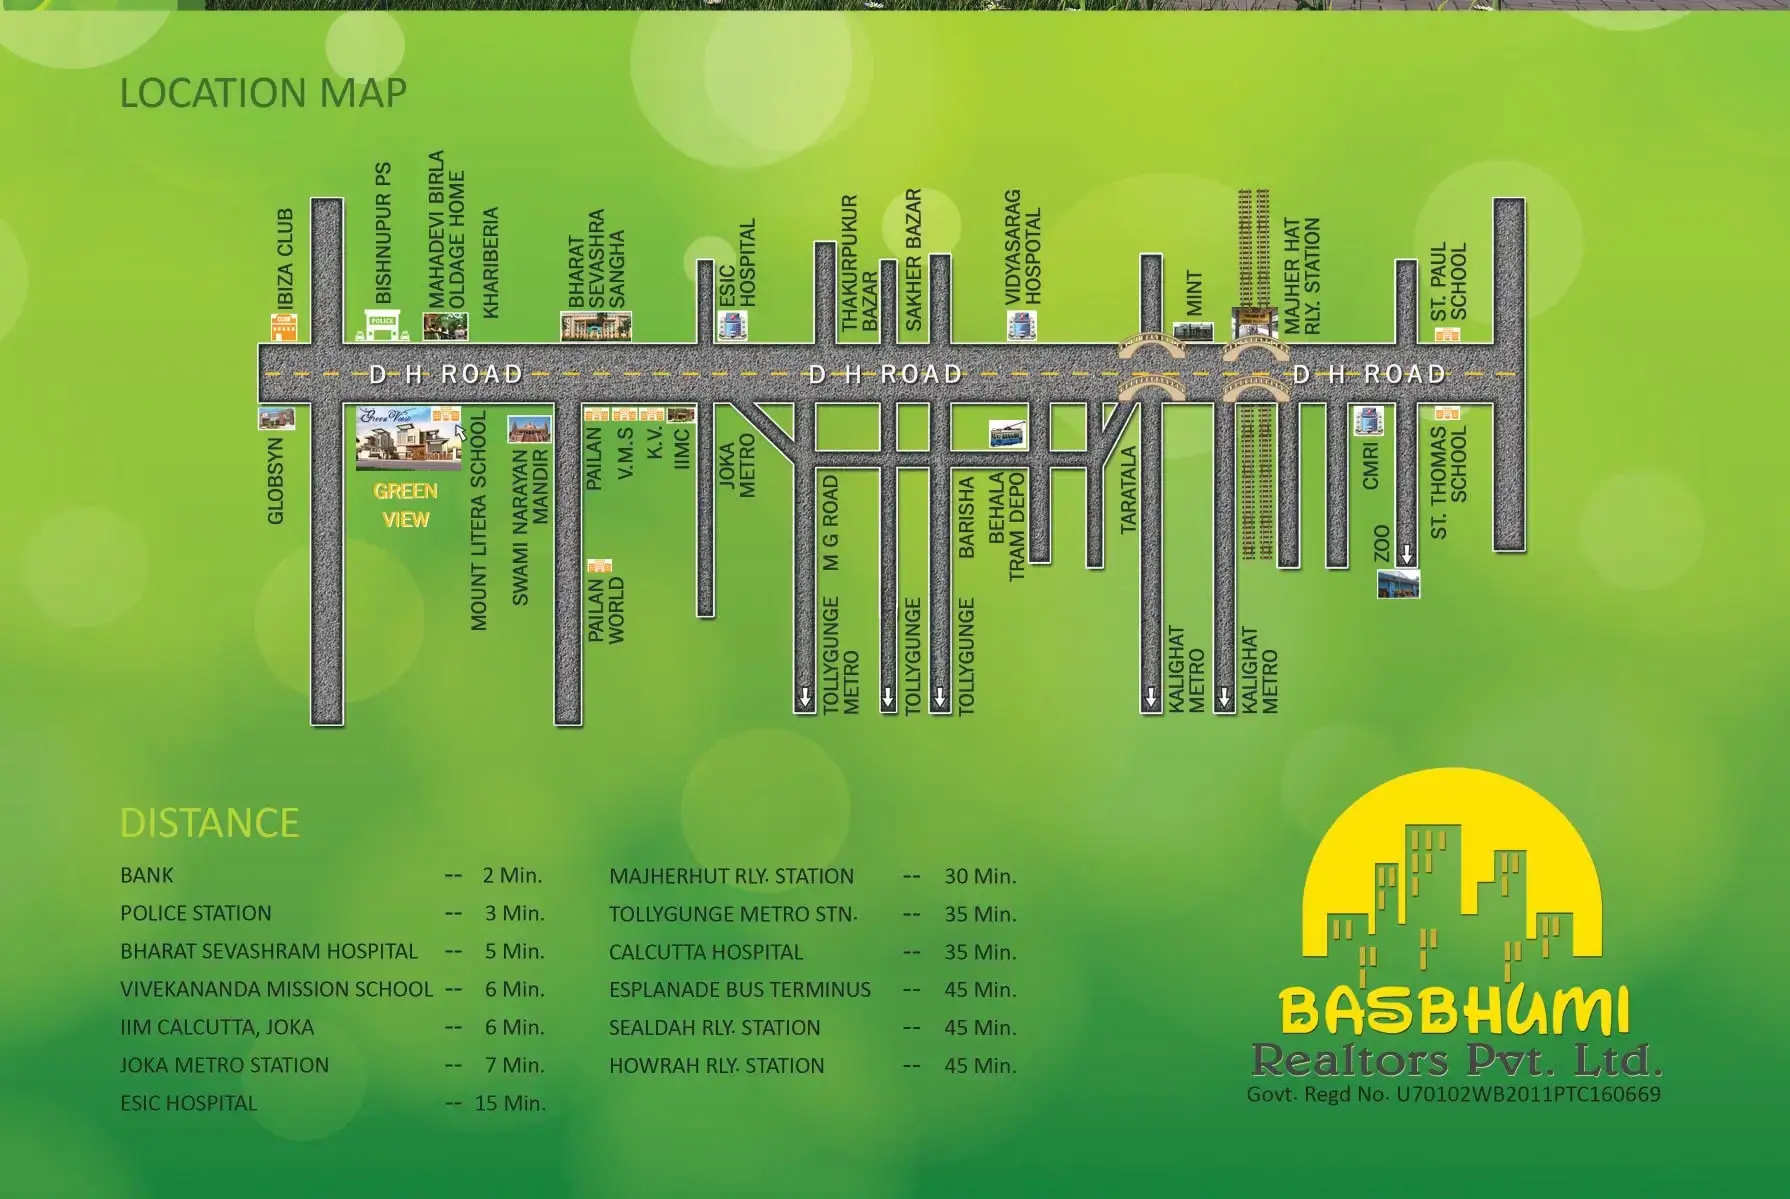 LOCATION MAP
IBIZA CLUB
BISHNUPUR PS
MAHADEVI BIRLA
OLDAGE HOME
KHARIBERIA
BHARAT
SEVASHRA
SANGHA
ESIC
HOSPITAL
THAKURPUKUR
BAZAR
SAKHER BAZAR
VIDYASARAG
HOSPOTAL
MINT
MAJHER HAT
RLY. STATION
ST. PAUL
SCHOOL
CLUB
POLICE
D H ROAD
D H ROAD
D H ROAD
GLOBSYN
Green View
GREEN
VIEW
MOUNT LITERA SCHOOL
SWAMI NARAYAN
MANDIR
PAILAN
V.M.S
K.V.
IIMC
PAILAN
WORLD
JOKA
METRO
M G ROAD
TOLLYGUNGE
METRO
TOLLYGUNGE
BARISHA
TOLLYGUNGE
BEHALA
TRAM DEPO
TARATALA
KALIGHAT
METRO
KALIGHAT
METRO
CMRI
ZOO
ST. THOMAS
SCHOOL
DISTANCE
BANK -- 2 Min.
POLICE STATION -- 3 Min.
BHARAT SEVASHRAM HOSPITAL -- 5 Min.
VIVEKANANDA MISSION SCHOOL -- 6 Min.
IIM CALCUTTA, JOKA -- 6 Min.
JOKA METRO STATION -- 7 Min.
ESIC HOSPITAL -- 15 Min.
MAJHERHUT RLY. STATION -- 30 Min.
TOLLYGUNGE METRO STN. -- 35 Min.
CALCUTTA HOSPITAL -- 35 Min.
ESPLANADE BUS TERMINUS -- 45 Min.
SEALDAH RLY. STATION -- 45 Min.
HOWRAH RLY. STATION -- 45 Min.
BASBHUMI
Realtors Pvt. Ltd.
Govt. Regd No. U70102WB2011PTC160669